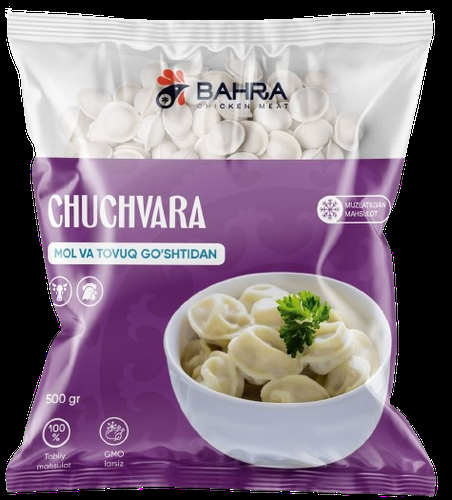 BAHRA
CHICKEN MEAT
CHUCHVARA
MUZLATILGAN
MAHSULOT
MOL VA TOVUQ GO'SHTIDAN
500 gr
100
%
Tabiiy
mahsulot
GMO
larsiz